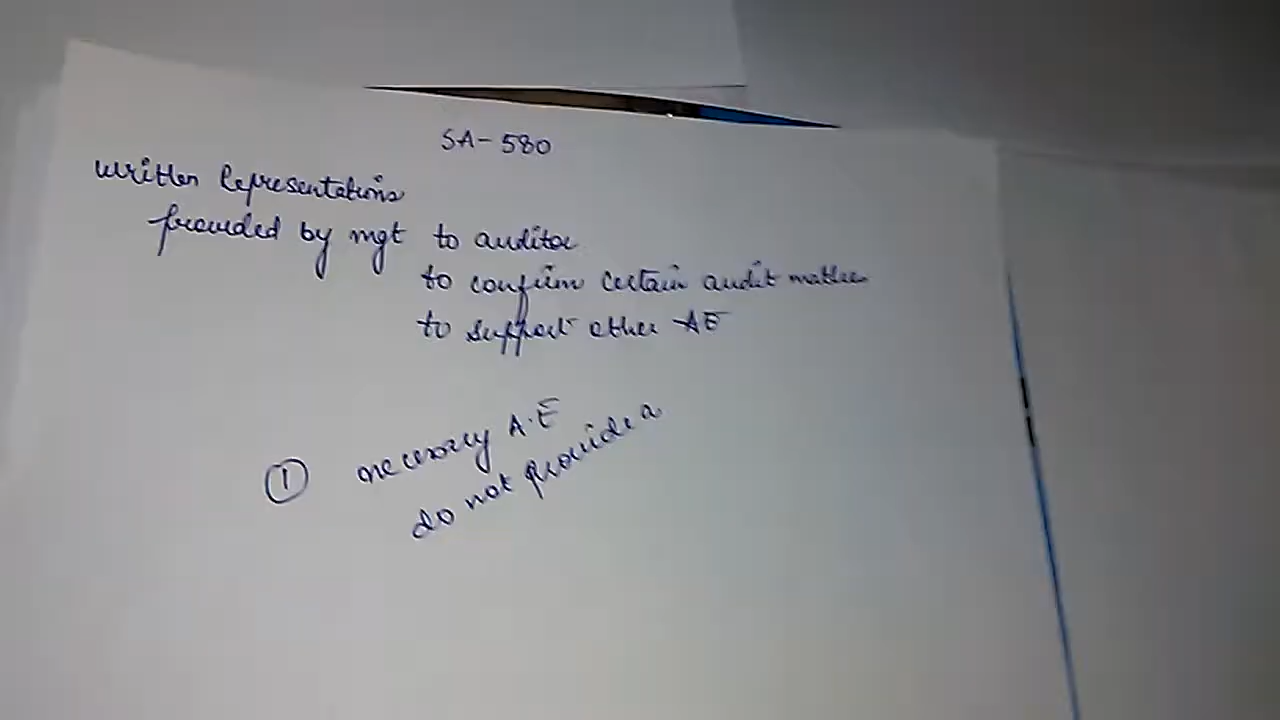 SA-580
Written Representations
provided by mgt to auditor
to confirm certain audit matter
to support other AE
① necessary A.E
do not provide a